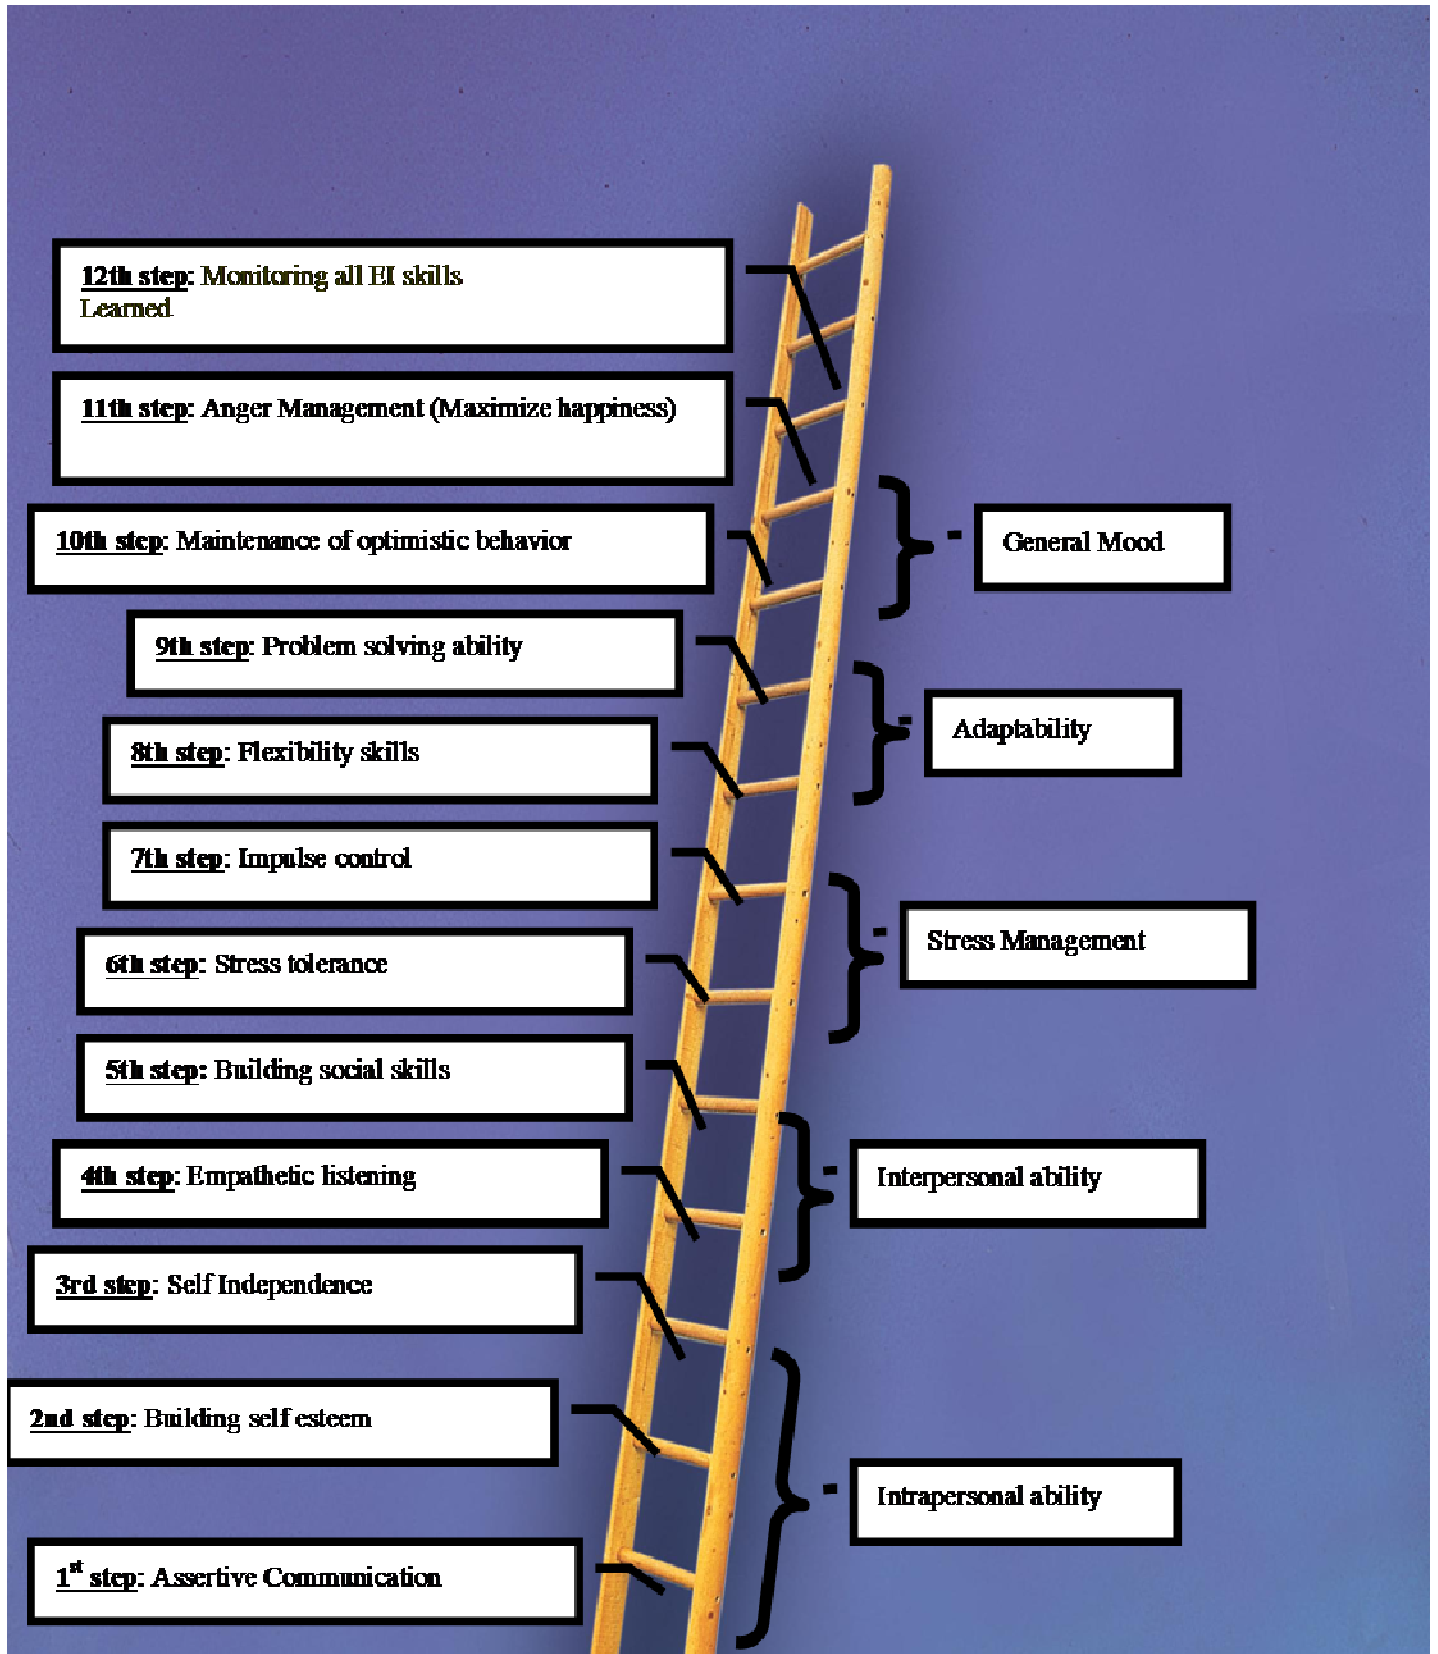 12th step: Monitoring all EI skills
Learned
11th step: Anger Management (Maximize happiness)
10th step: Maintenance of optimistic behavior
General Mood
9th step: Problem solving ability
Adaptability
8th step: Flexibility skills
7th step: Impulse control
Stress Management
6th step: Stress tolerance
5th step: Building social skills
4th step: Empathetic listening
Interpersonal ability
3rd step: Self Independence
2nd step: Building self esteem
Intrapersonal ability
1st step: Assertive Communication